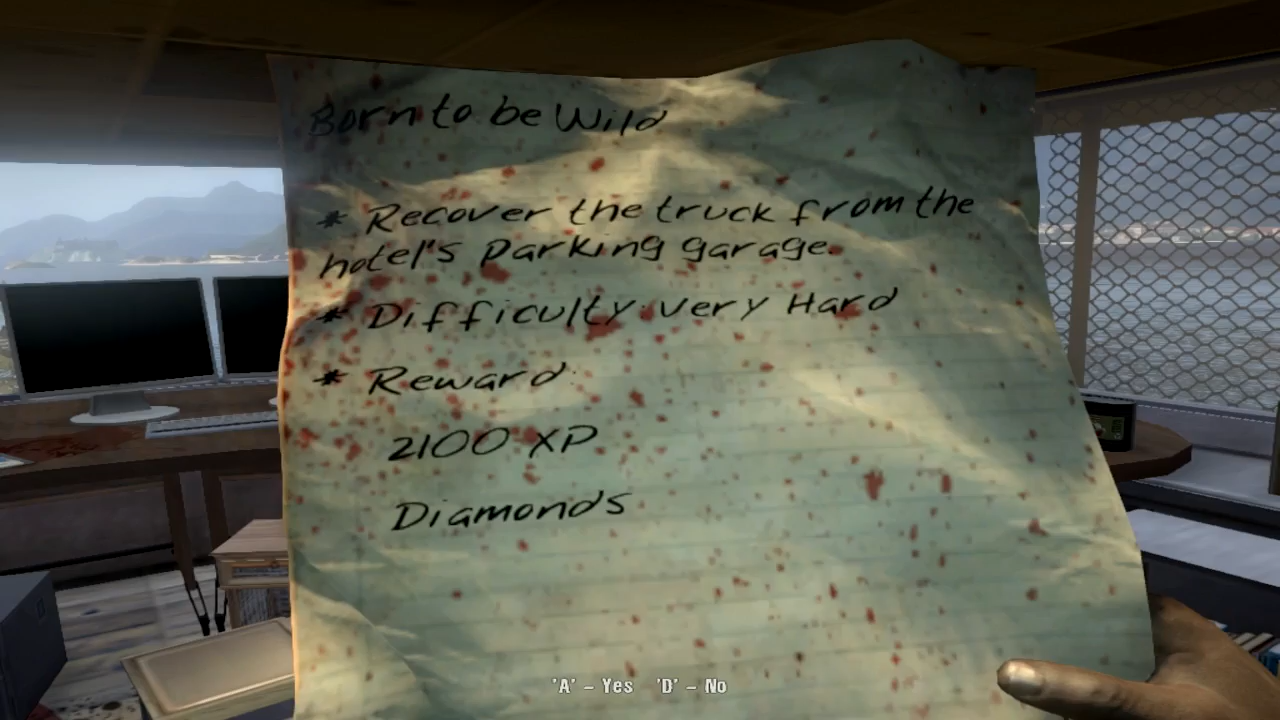 Born to be Wild
* Recover the truck from the
hotel's parking garage.
* Difficulty: Very Hard
* Reward
2100 XP
Diamonds
'A' - Yes 'D' - No